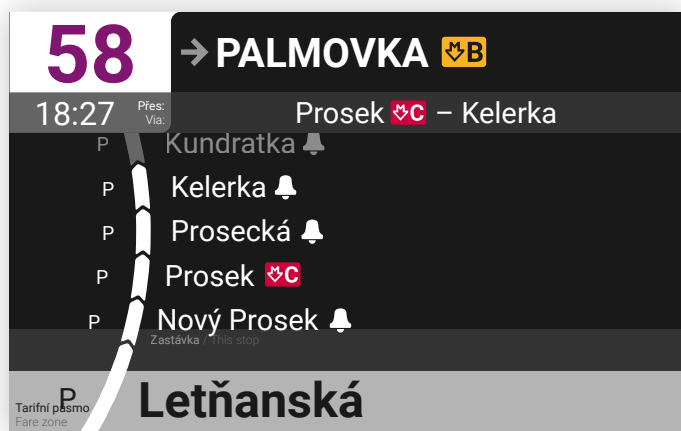 58
→ PALMOVKA B
18:27
Přes:
Via:
Prosek C – Kelerka
P Kundratka
P Kelerka
P Prosecká
P Prosek C
P Nový Prosek
Zastávka / This stop
P Letňanská
Tarifní pásmo
Fare zone